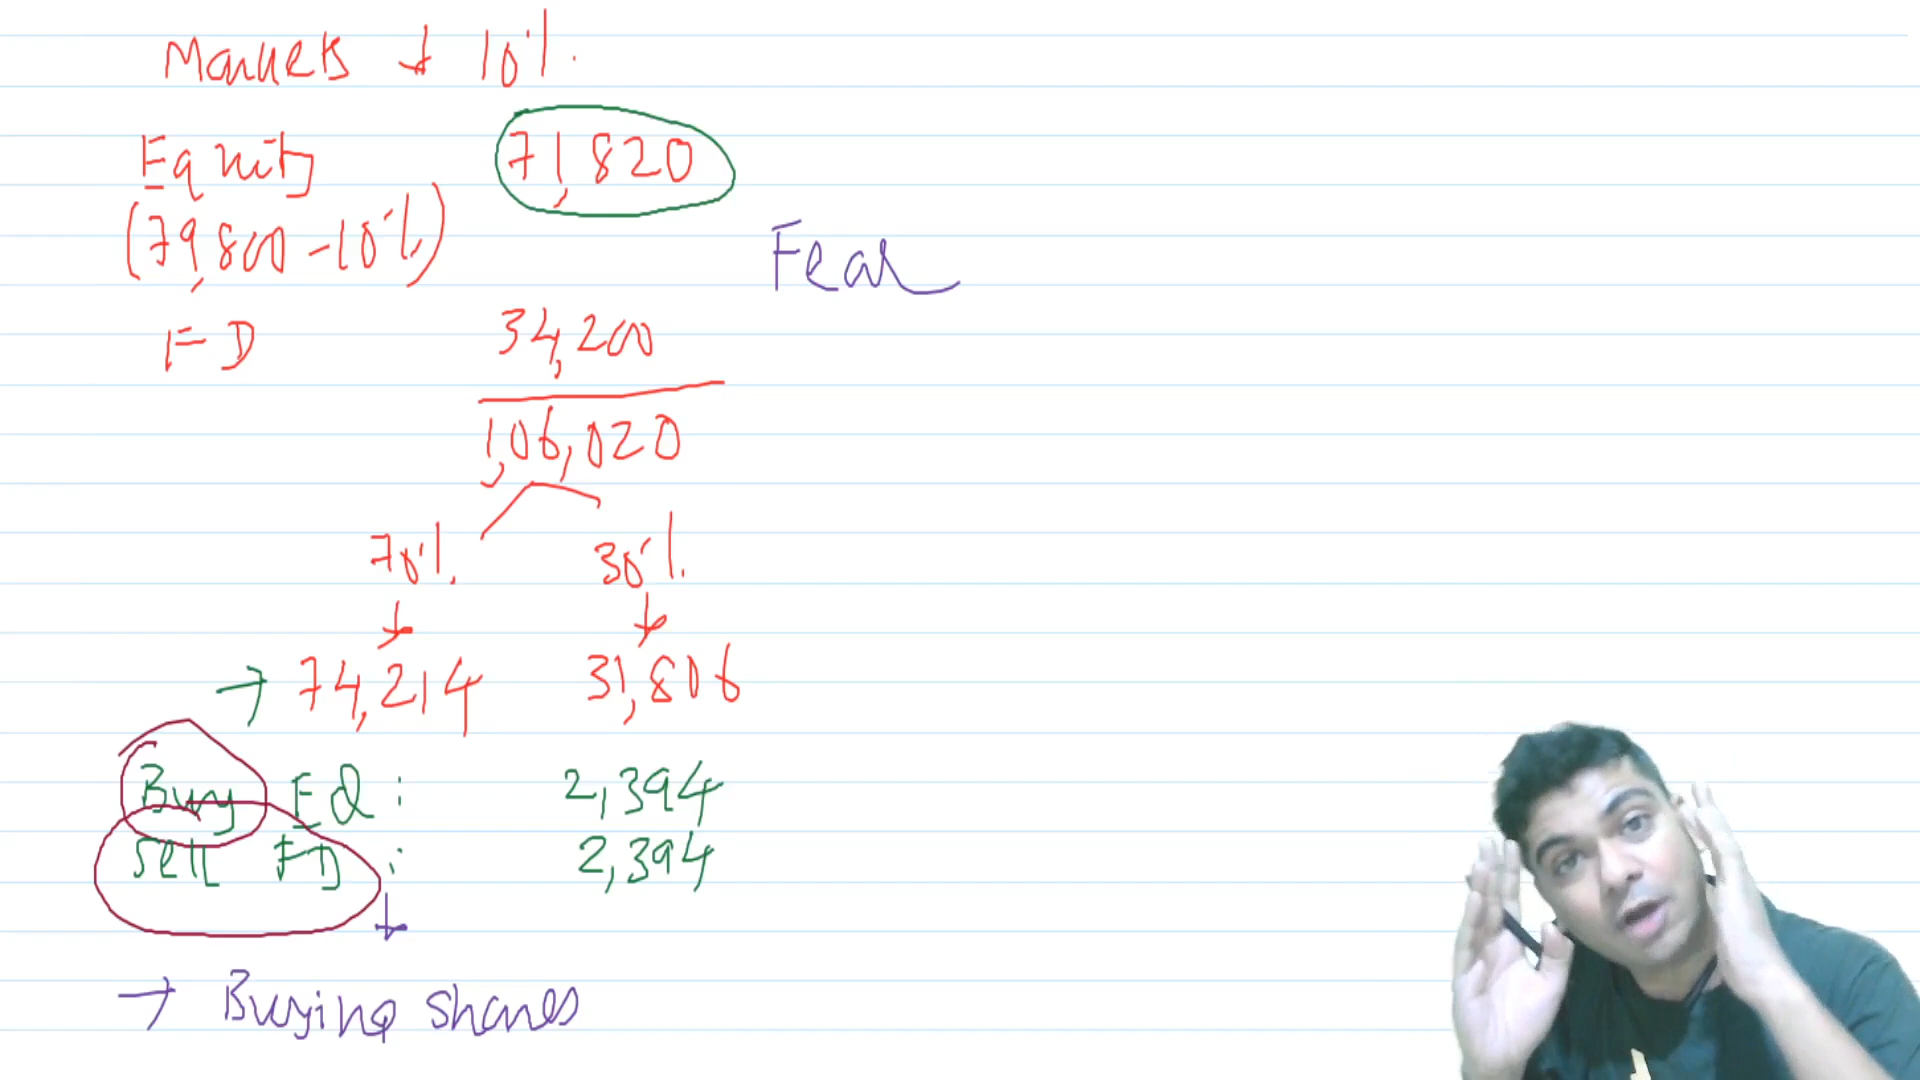 Markets ↓ 10%.
Equity 71,820
(79,800 - 10%)
Fear
FD 34,200
1,06,020
70%. 30%.
↓ ↓
→ 74,214 31,806
Buy Eq : 2,394
Sell FD : 2,394
↓
→ Buying shares